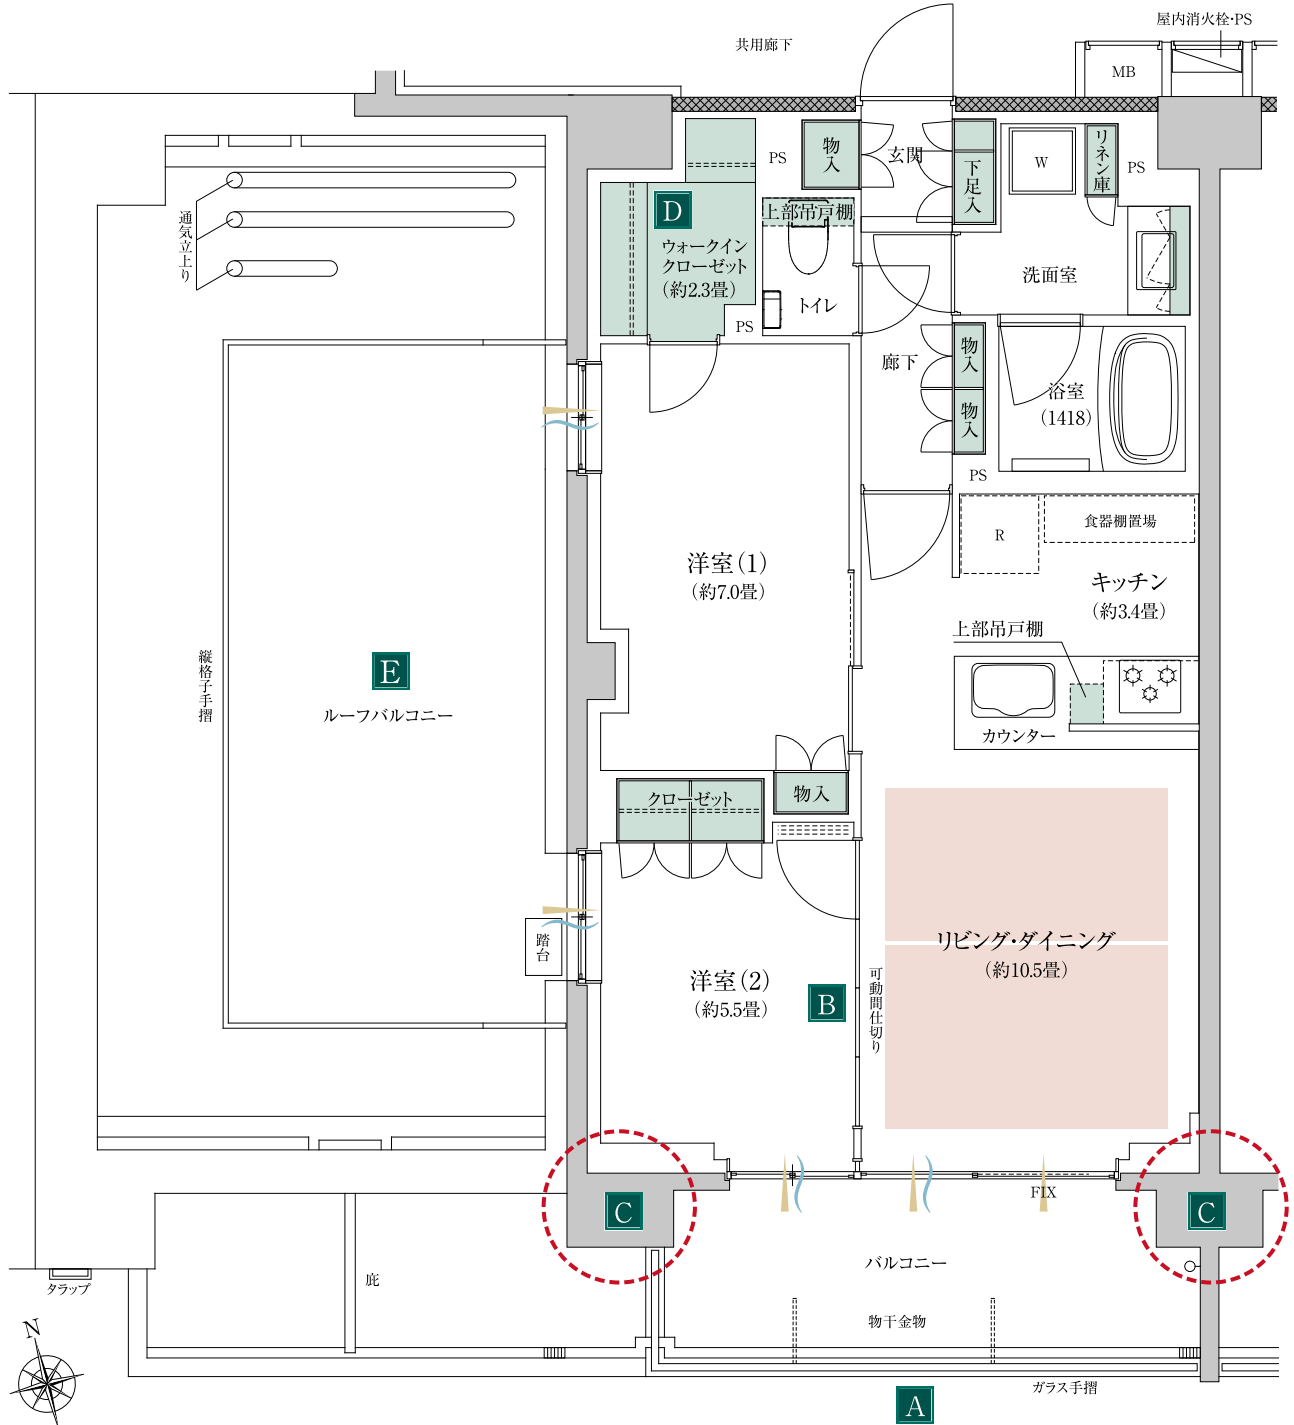 屋内消火栓・PS
共用廊下
MB
物入
PS
玄関
下足入
W
リネン庫
PS
D
上部吊戸棚
通気立上り
ウォークイン
クローゼット
(約2.3畳)
洗面室
トイレ
PS
物入
廊下
浴室
(1418)
物入
PS
食器棚置場
R
洋室(1)
(約7.0畳)
キッチン
(約3.4畳)
上部吊戸棚
E
縦格子手摺
ルーフバルコニー
カウンター
クローゼット
物入
リビング・ダイニング
(約10.5畳)
踏台
洋室(2)
(約5.5畳)
B
可動間仕切り
FIX
C
C
バルコニー
タラップ
庇
物干金物
N
ガラス手摺
A